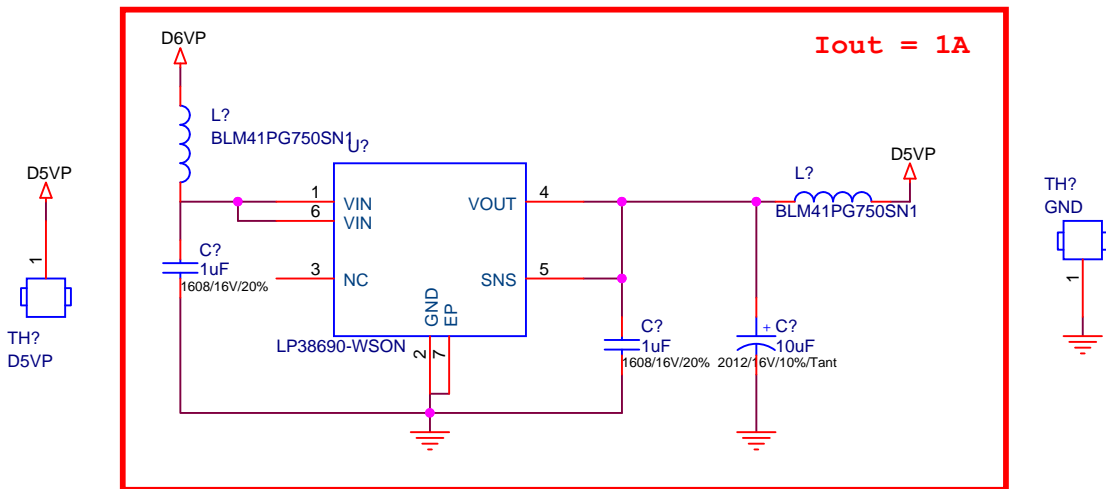 D6VP
Iout = 1A
L?
BLM41PG750SN1
U?
D5VP
1
TH?
D5VP
1
VIN
6
VIN
3
NC
VOUT
4
SNS
5
GND
EP
2
7
LP38690-WSON
C?
1uF
1608/16V/20%
C?
1uF
1608/16V/20%
+
C?
10uF
2012/16V/10%/Tant
L?
BLM41PG750SN1
D5VP
TH?
GND
1